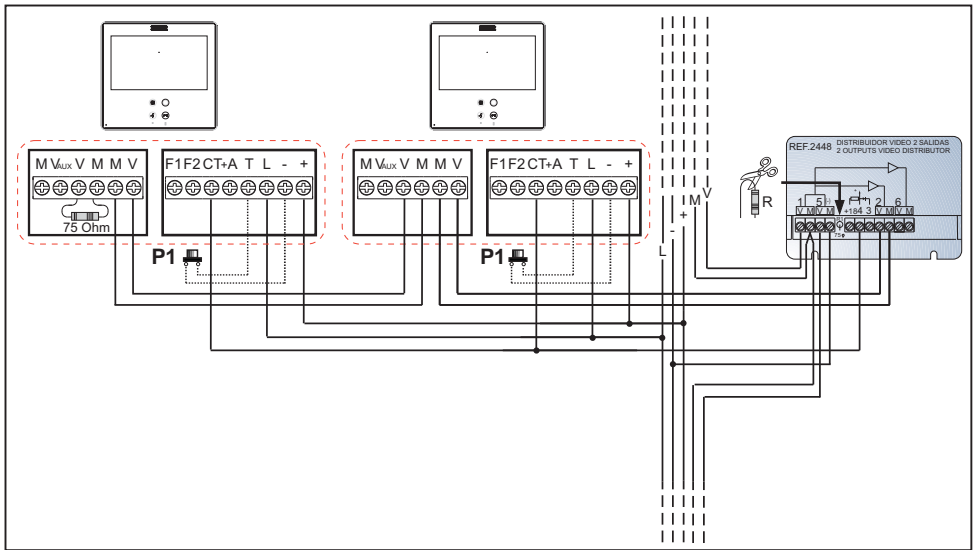 M VAUX V M M V
F1 F2 CT +A T L - +
75 Ohm
P1
M VAUX V M M V
F1 F2 CT +A T L - +
P1
L
-
+
M
V
R
REF.2448
DISTRIBUIDOR VIDEO 2 SALIDAS
2 OUTPUTS VIDEO DISTRIBUTOR
1 5 (-) +18 4 3 2 6
V M V M V M V M